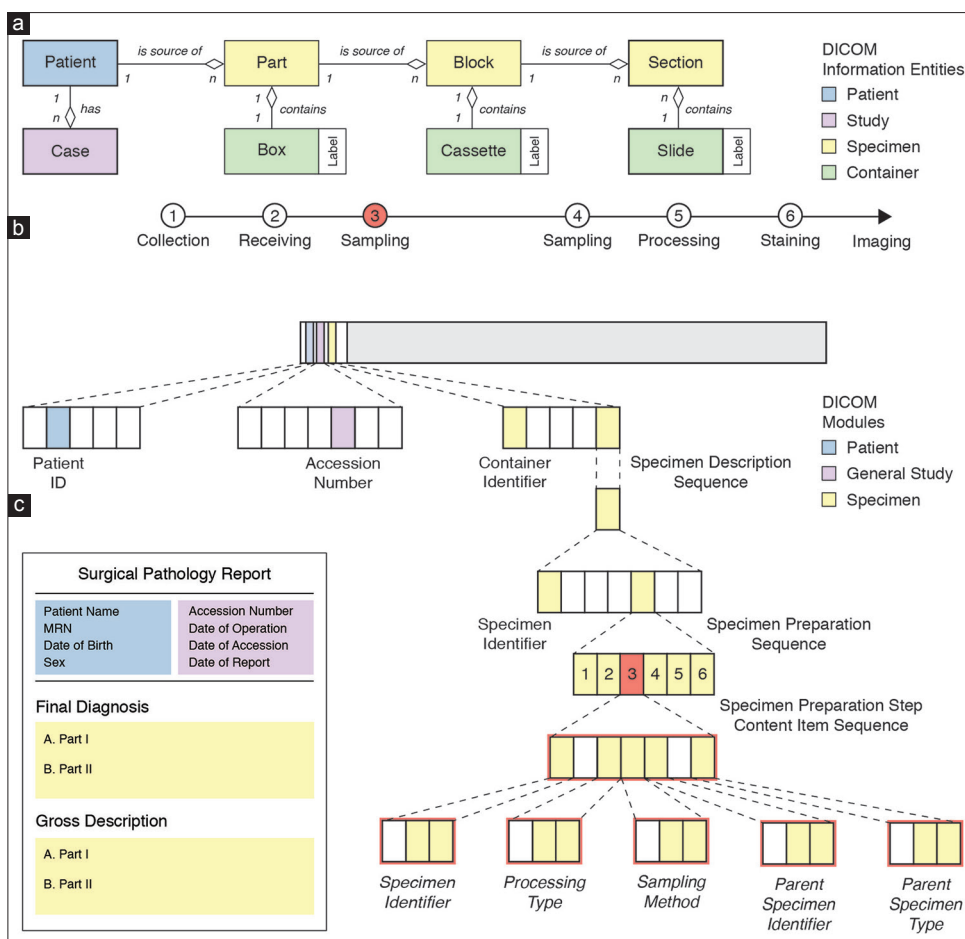 a
is source of
is source of
is source of
Patient
Part
Block
Section
1
n
1
n
1
n
1
has
n
1
contains
1
1
contains
1
n
contains
1
Case
Box
Label
Cassette
Label
Slide
Label
DICOM
Information Entities
Patient
Study
Specimen
Container
b
1
2
3
4
5
6
Collection
Receiving
Sampling
Sampling
Processing
Staining
Imaging
Patient
ID
Accession
Number
Container
Identifier
Specimen Description
Sequence
DICOM
Modules
Patient
General Study
Specimen
Specimen
Identifier
Specimen Preparation
Sequence
1 2 3 4 5 6
Specimen Preparation Step
Content Item Sequence
Specimen
Identifier
Processing
Type
Sampling
Method
Parent
Specimen
Identifier
Parent
Specimen
Type
c
Surgical Pathology Report
Patient Name
MRN
Date of Birth
Sex
Accession Number
Date of Operation
Date of Accession
Date of Report
Final Diagnosis
A. Part I
B. Part II
Gross Description
A. Part I
B. Part II